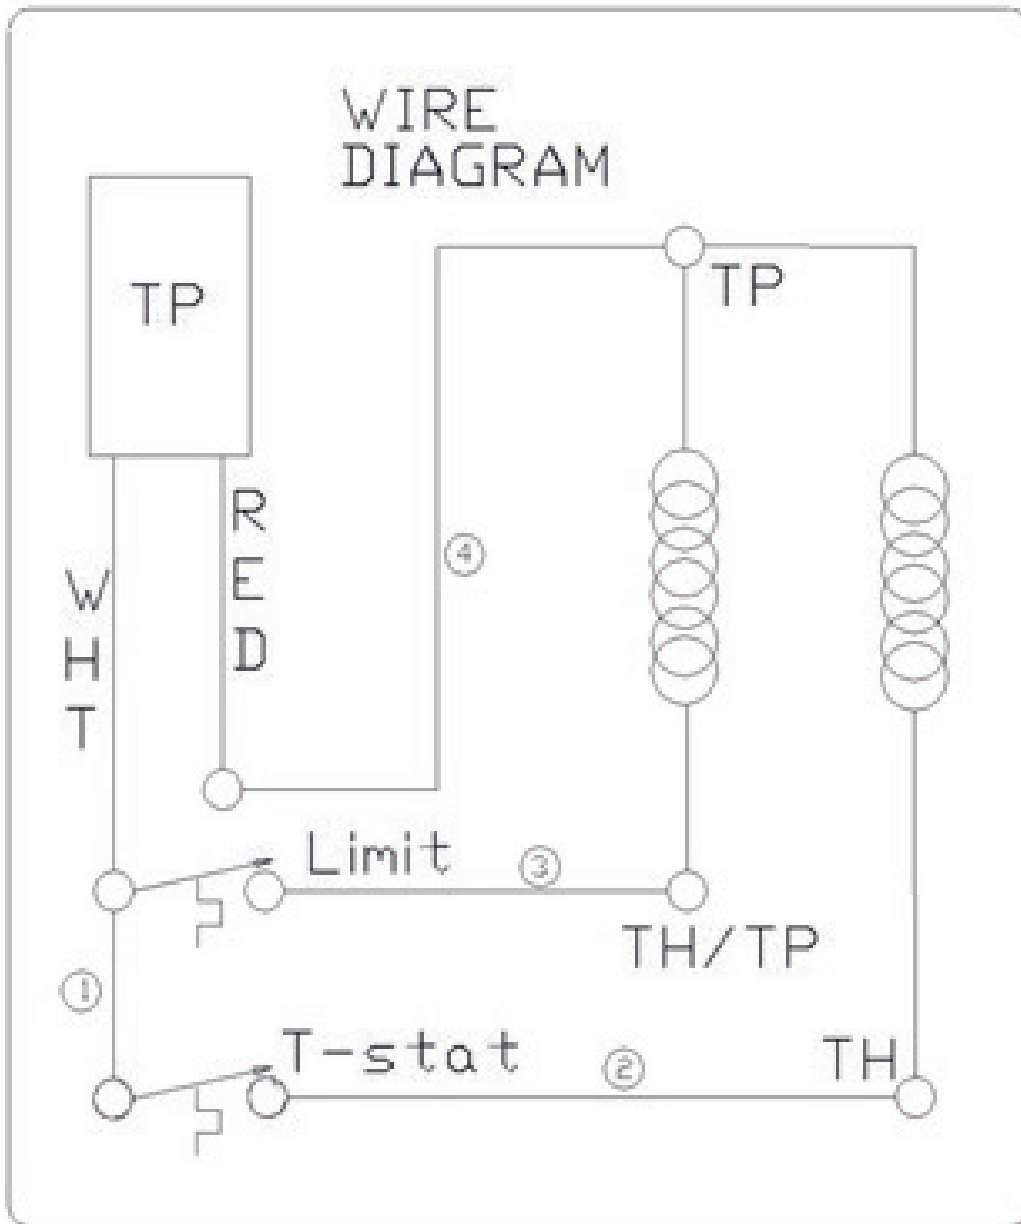 WIRE
DIAGRAM
TP
TP
WHT
RED
4
Limit
3
TH/TP
1
T-stat
2
TH